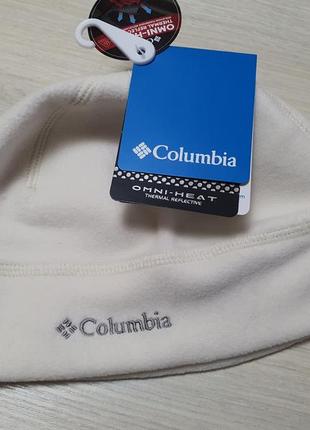 OMNI-HEAT
THERMAL REFLECTIVE
Columbia
OMNI-HEAT
THERMAL REFLECTIVE
Columbia